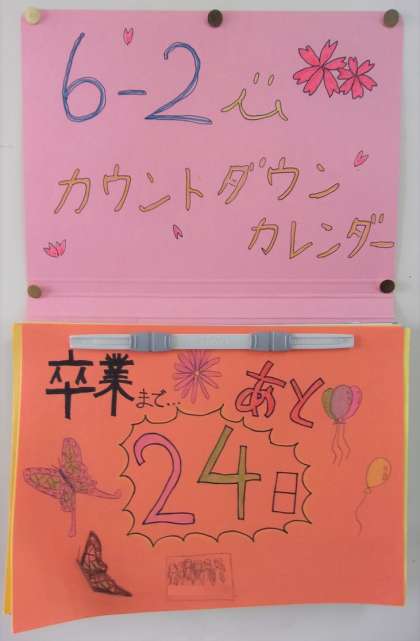 6-2
カウントダウン
カレンダー
卒業まで…
あと
24日